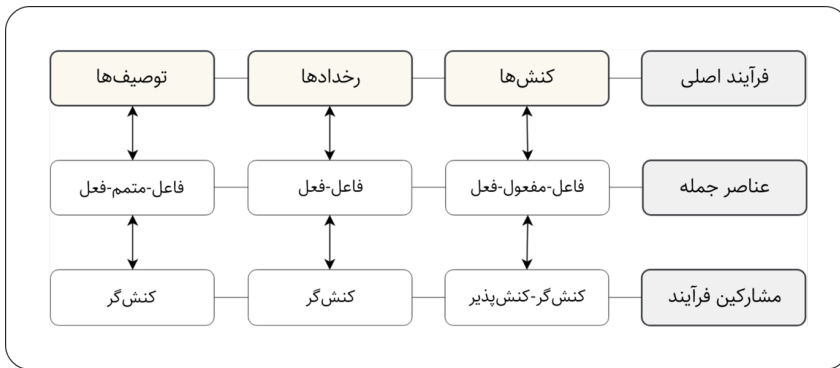 فرآیند اصلی
کنش‌ها
رخدادها
توصیف‌ها
عناصر جمله
فاعل-مفعول-فعل
فاعل-فعل
فاعل-متمم-فعل
مشارکین فرآیند
کنش‌گر-کنش‌پذیر
کنش‌گر
کنش‌گر